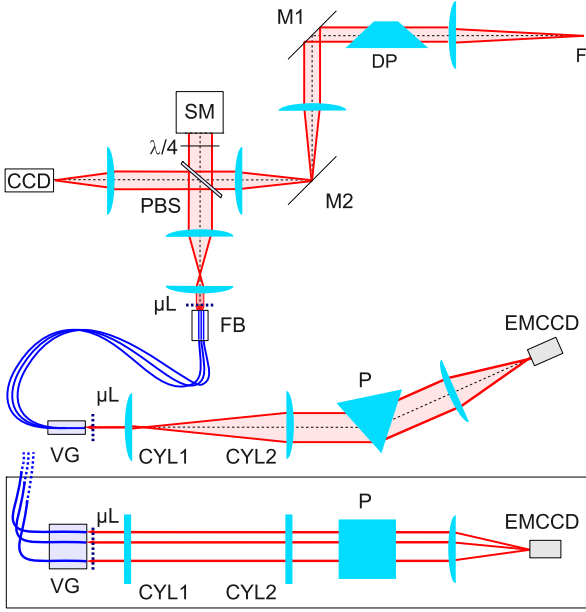 M1
DP
F
SM
λ/4
CCD
PBS
M2
µL
FB
EMCCD
µL
P
VG
CYL1
CYL2
µL
P
EMCCD
VG
CYL1
CYL2